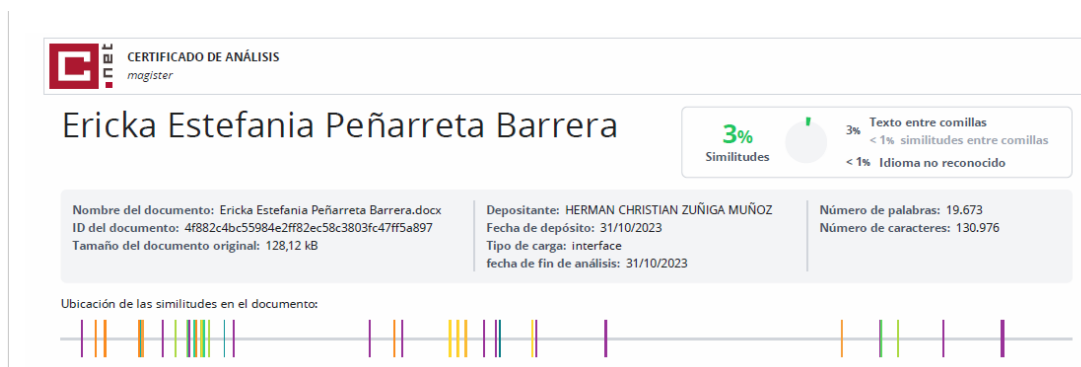 C.net
CERTIFICADO DE ANÁLISIS
magister
Ericka Estefania Peñarreta Barrera
3%
Similitudes
3% Texto entre comillas
< 1% similitudes entre comillas
< 1% Idioma no reconocido
Nombre del documento: Ericka Estefania Peñarreta Barrera.docx
ID del documento: 4f882c4bc55984e2ff82ec58c3803fc47ff5a897
Tamaño del documento original: 128,12 kB
Depositante: HERMAN CHRISTIAN ZUÑIGA MUÑOZ
Fecha de depósito: 31/10/2023
Tipo de carga: interface
fecha de fin de análisis: 31/10/2023
Número de palabras: 19.673
Número de caracteres: 130.976
Ubicación de las similitudes en el documento: